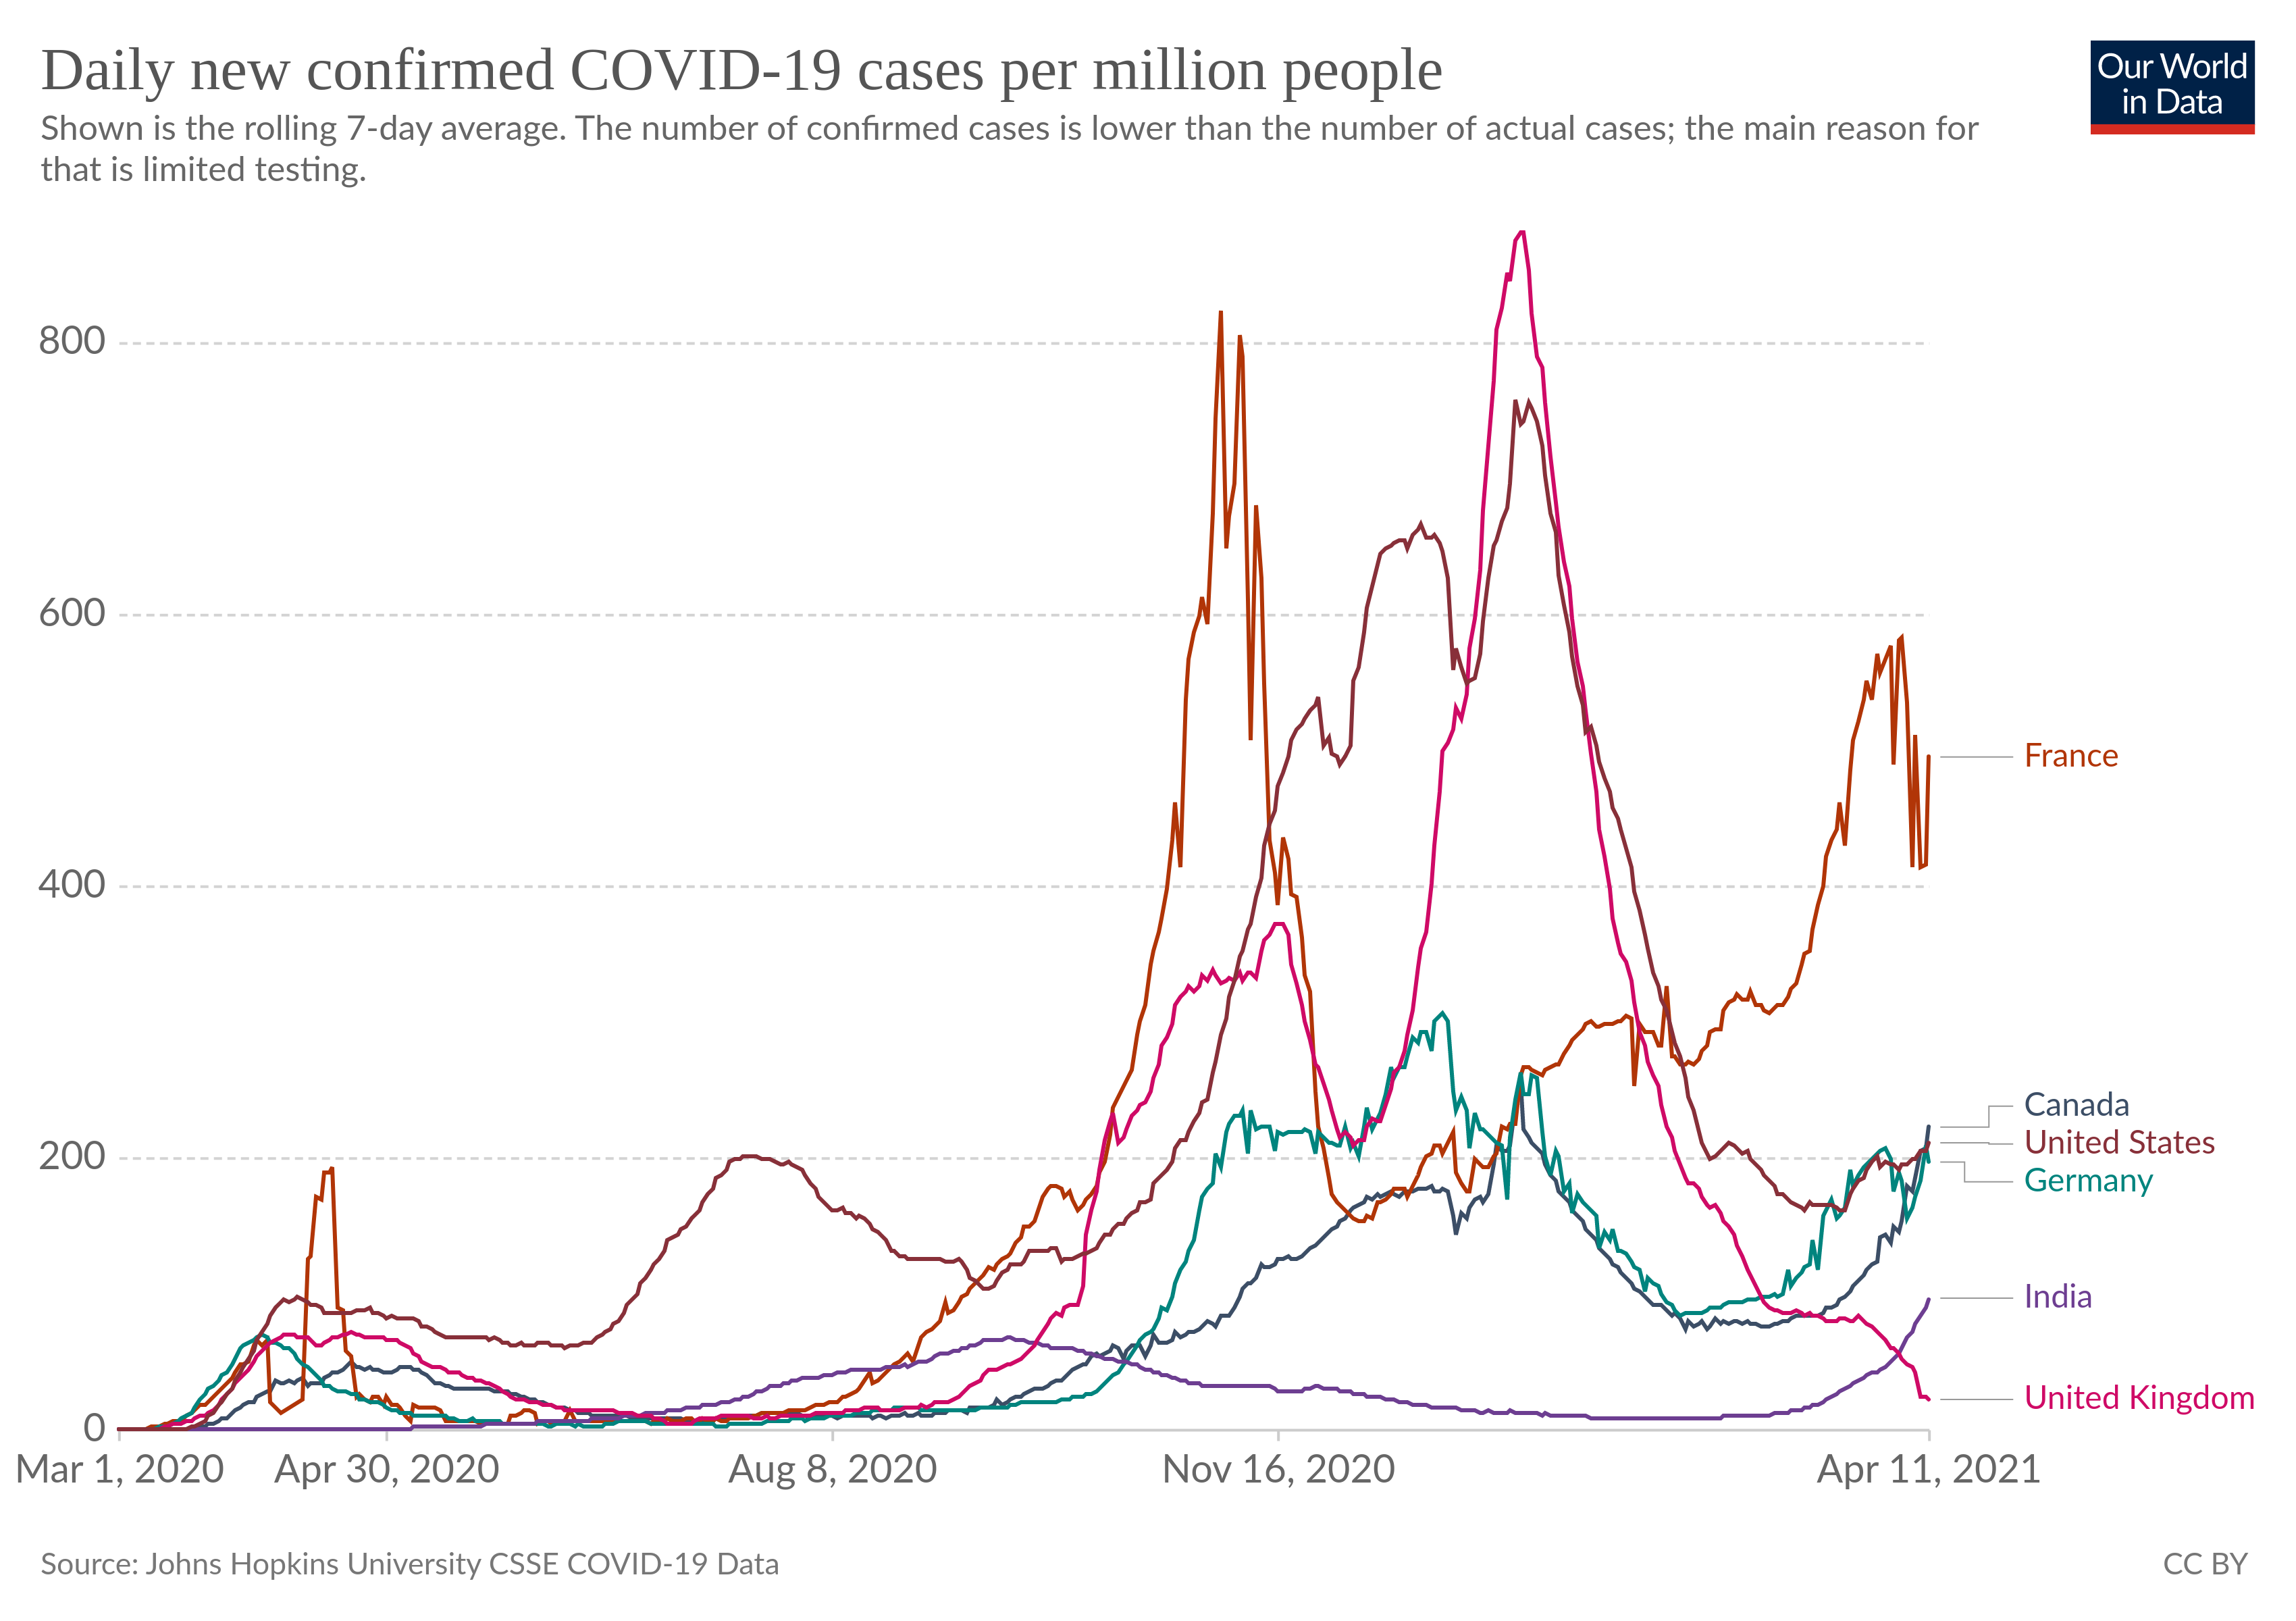 Daily new confirmed COVID-19 cases per million people
Our World
in Data
Shown is the rolling 7-day average. The number of confirmed cases is lower than the number of actual cases; the main reason for
that is limited testing.
800
600
400
200
0
France
Canada
United States
Germany
India
United Kingdom
Mar 1, 2020
Apr 30, 2020
Aug 8, 2020
Nov 16, 2020
Apr 11, 2021
Source: Johns Hopkins University CSSE COVID-19 Data
CC BY